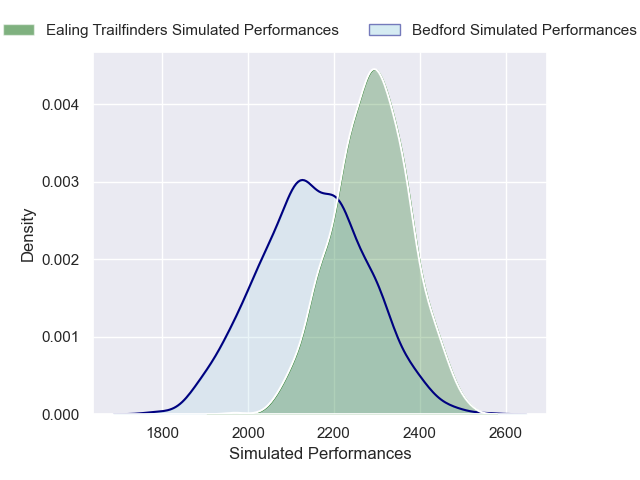 Ealing Trailfinders Simulated Performances Bedford Simulated Performances
0.004
0.003
0.002
0.001
0.000
Density
1800 2000 2200 2400 2600
Simulated Performances